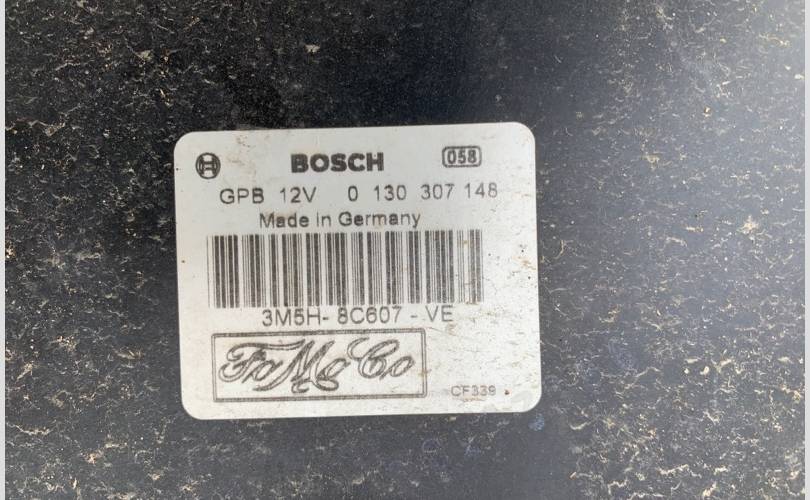 BOSCH 058
GPB 12V 0 130 307 148
Made in Germany
3M5H- 8C607 - VE
FoMoCo
CF339